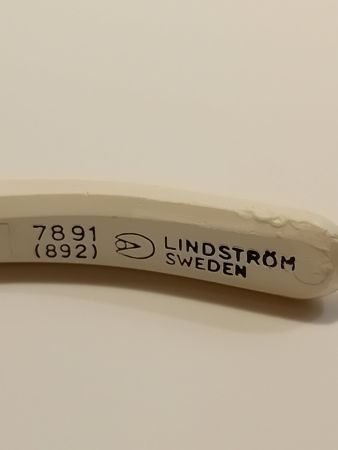 7891
(892)
LINDSTRÖM
SWEDEN